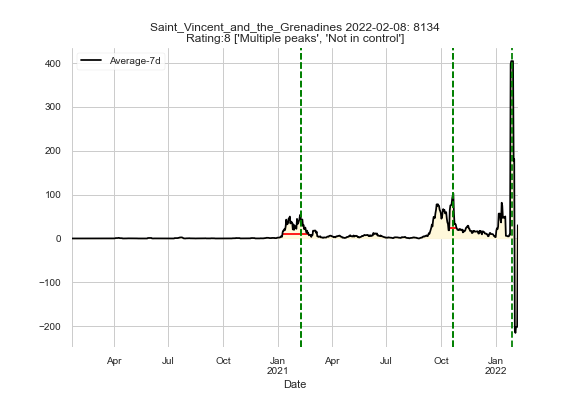 Saint_Vincent_and_the_Grenadines 2022-02-08: 8134
Rating:8 ['Multiple peaks', 'Not in control']
Average-7d
400
300
200
100
0
−100
−200
Apr Jul Oct Jan Apr Jul Oct Jan
2021 2022
Date